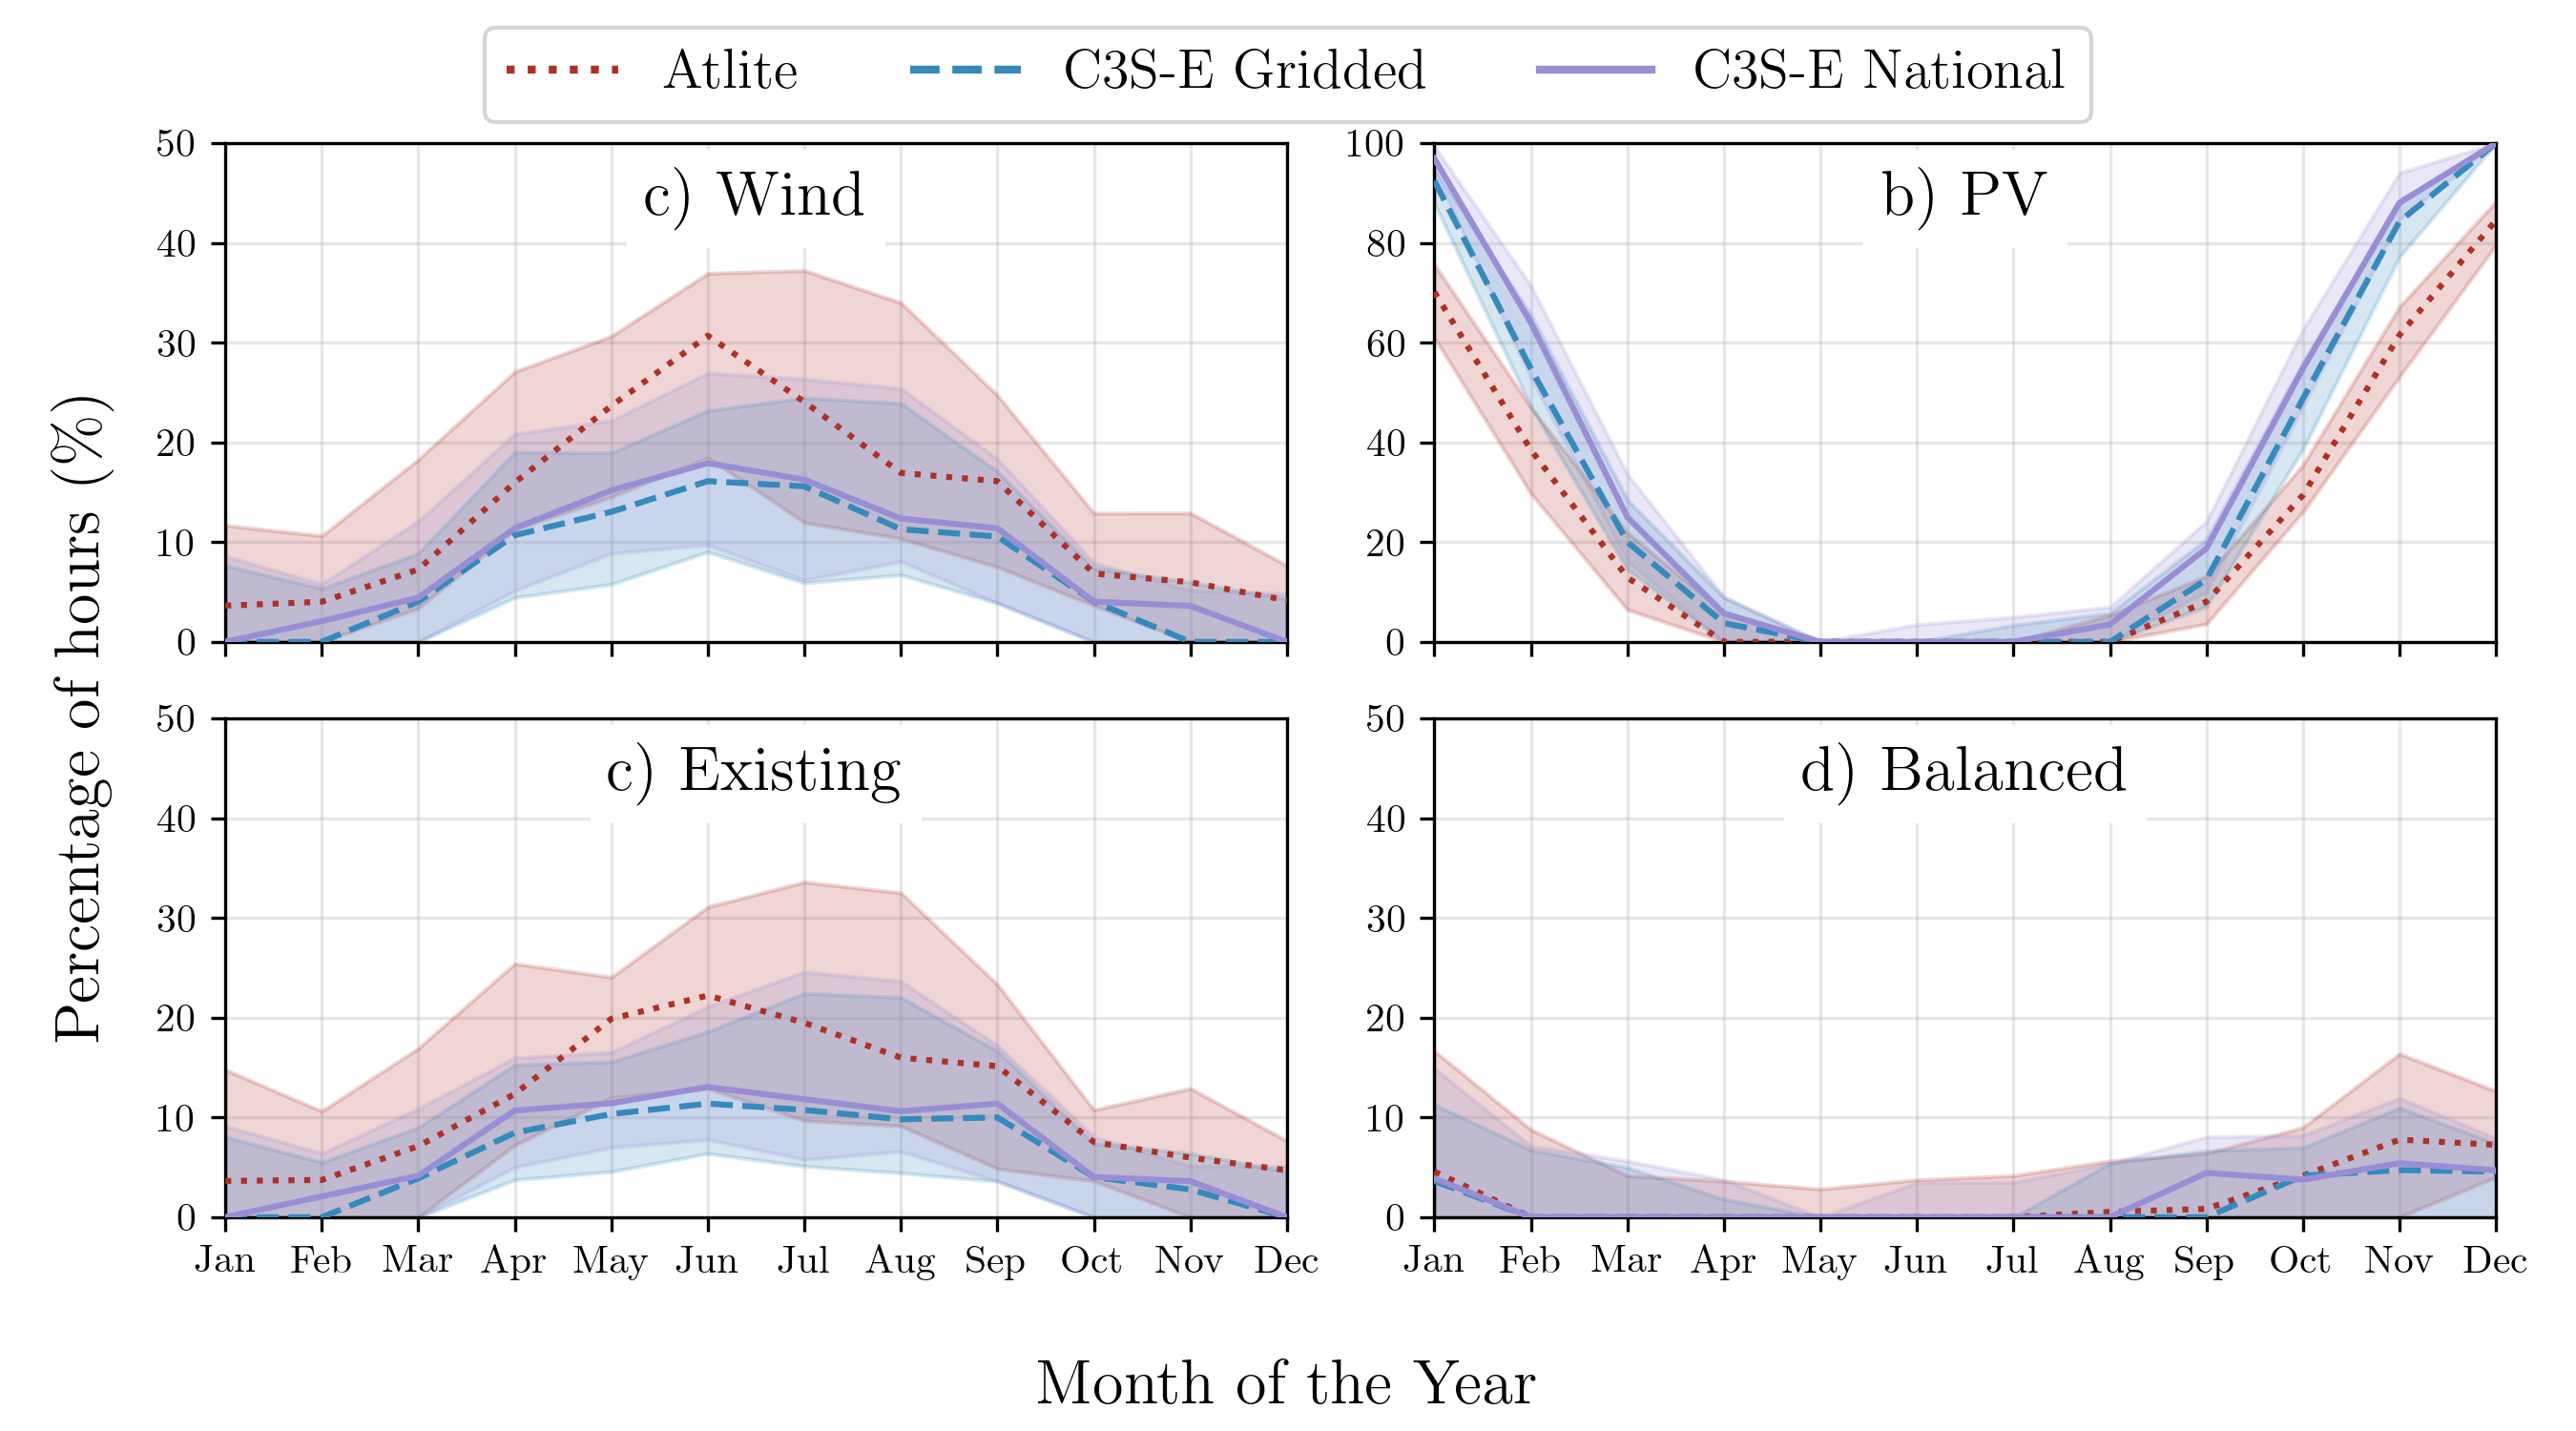 Atlite C3S-E Gridded C3S-E National
c) Wind
50
40
30
20
10
0
b) PV
100
80
60
40
20
0
Percentage of hours (%)
c) Existing
50
40
30
20
10
0
Jan Feb Mar Apr May Jun Jul Aug Sep Oct Nov Dec
d) Balanced
50
40
30
20
10
0
Jan Feb Mar Apr May Jun Jul Aug Sep Oct Nov Dec
Month of the Year